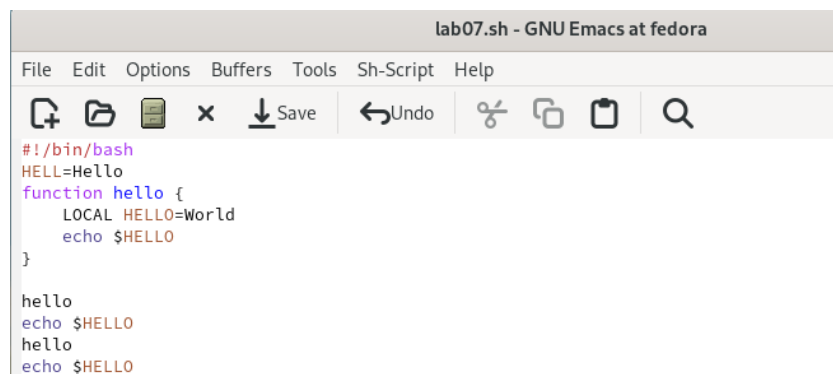 lab07.sh - GNU Emacs at fedora
File Edit Options Buffers Tools Sh-Script Help
Save Undo
#!/bin/bash
HELL=Hello
function hello {
    LOCAL HELLO=World
    echo $HELLO
}
hello
echo $HELLO
hello
echo $HELLO